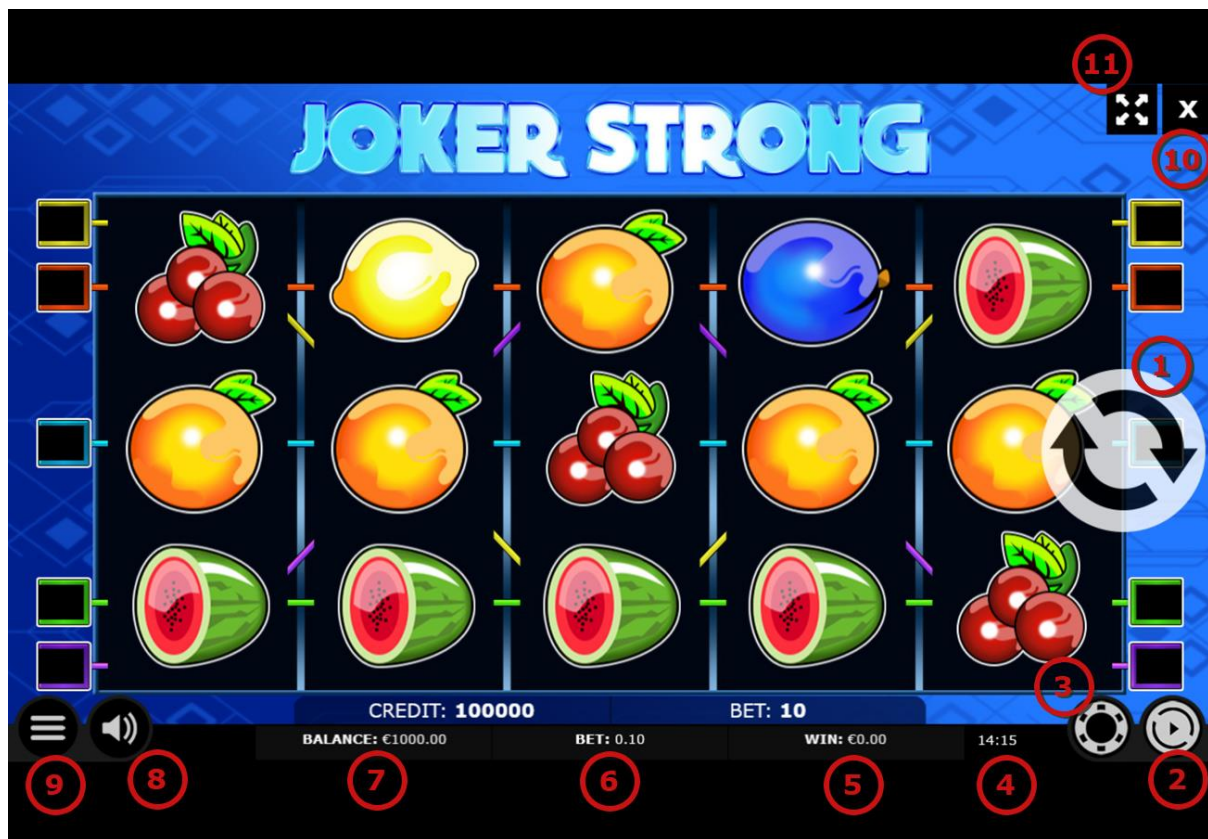 11
JOKER STRONG
X
10
1
3
CREDIT: 100000
BET: 10
BALANCE: €1000.00
BET: 0.10
WIN: €0.00
14:15
9
8
7
6
5
4
2